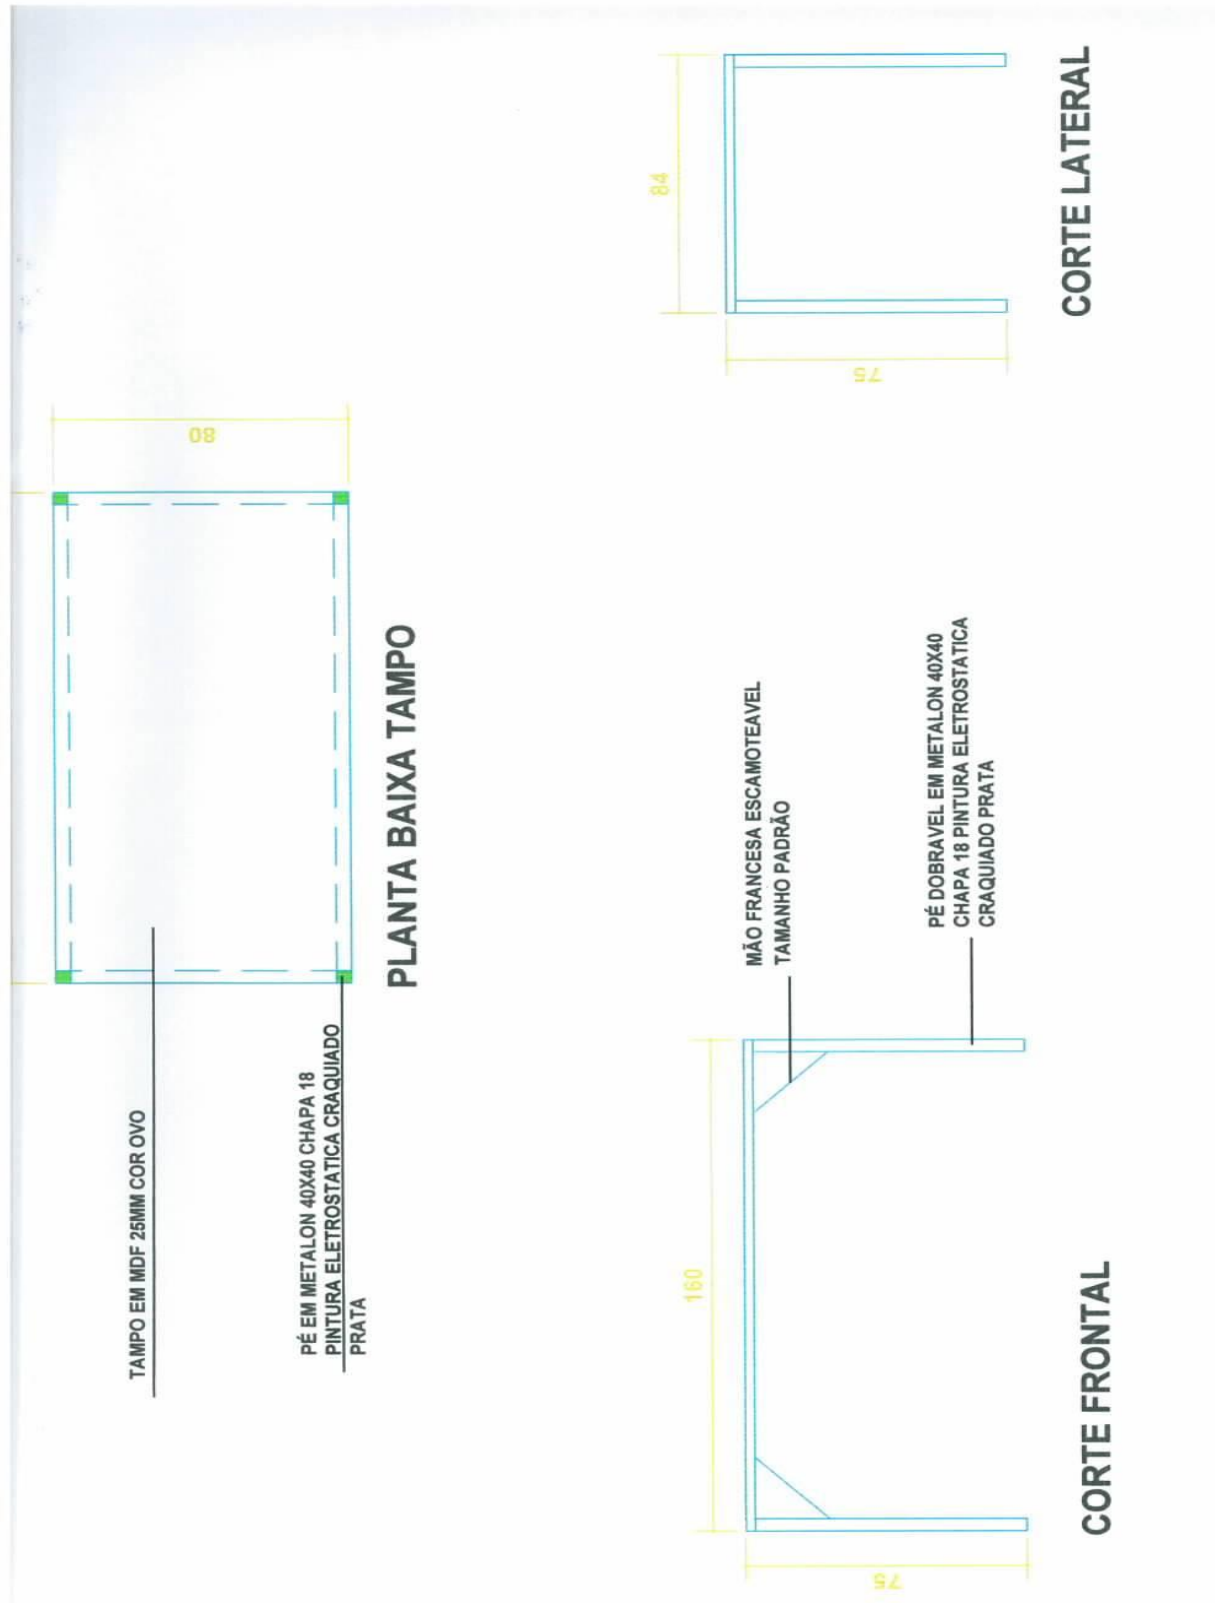 TAMPO EM MDF 25MM COR OVO
PÉ EM METALON 40X40 CHAPA 18
PINTURA ELETROSTATICA CRAQUIADO
PRATA
80
PLANTA BAIXA TAMPO
160
75
MÃO FRANCESA ESCAMOTEAVEL
TAMANHO PADRÃO
PÉ DOBRAVEL EM METALON 40X40
CHAPA 18 PINTURA ELETROSTATICA
CRAQUIADO PRATA
CORTE FRONTAL
84
75
CORTE LATERAL